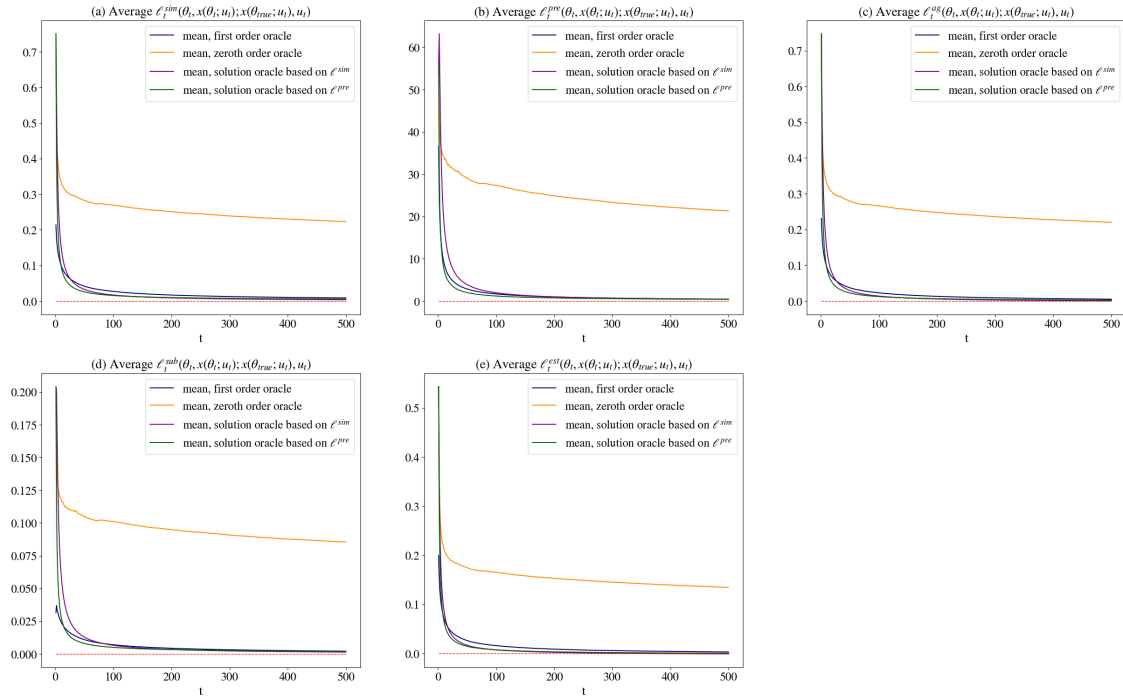 (a) Average ℓ_t^{sim}(θ_t, x(θ_t; u_t); x(θ_{true}; u_t), u_t)
mean, first order oracle
mean, zeroth order oracle
mean, solution oracle based on ℓ^{sim}
mean, solution oracle based on ℓ^{pre}
0.7
0.6
0.5
0.4
0.3
0.2
0.1
0.0
0 100 200 300 400 500
t
(b) Average ℓ_t^{pre}(θ_t, x(θ_t; u_t); x(θ_{true}; u_t), u_t)
mean, first order oracle
mean, zeroth order oracle
mean, solution oracle based on ℓ^{sim}
mean, solution oracle based on ℓ^{pre}
60
50
40
30
20
10
0
0 100 200 300 400 500
t
(c) Average ℓ_t^{ag}(θ_t, x(θ_t; u_t); x(θ_{true}; u_t), u_t)
mean, first order oracle
mean, zeroth order oracle
mean, solution oracle based on ℓ^{sim}
mean, solution oracle based on ℓ^{pre}
0.7
0.6
0.5
0.4
0.3
0.2
0.1
0.0
0 100 200 300 400 500
t
(d) Average ℓ_t^{sub}(θ_t, x(θ_t; u_t); x(θ_{true}; u_t), u_t)
mean, first order oracle
mean, zeroth order oracle
mean, solution oracle based on ℓ^{sim}
mean, solution oracle based on ℓ^{pre}
0.200
0.175
0.150
0.125
0.100
0.075
0.050
0.025
0.000
0 100 200 300 400 500
t
(e) Average ℓ_t^{est}(θ_t, x(θ_t; u_t); x(θ_{true}; u_t), u_t)
mean, first order oracle
mean, zeroth order oracle
mean, solution oracle based on ℓ^{sim}
mean, solution oracle based on ℓ^{pre}
0.5
0.4
0.3
0.2
0.1
0.0
0 100 200 300 400 500
t